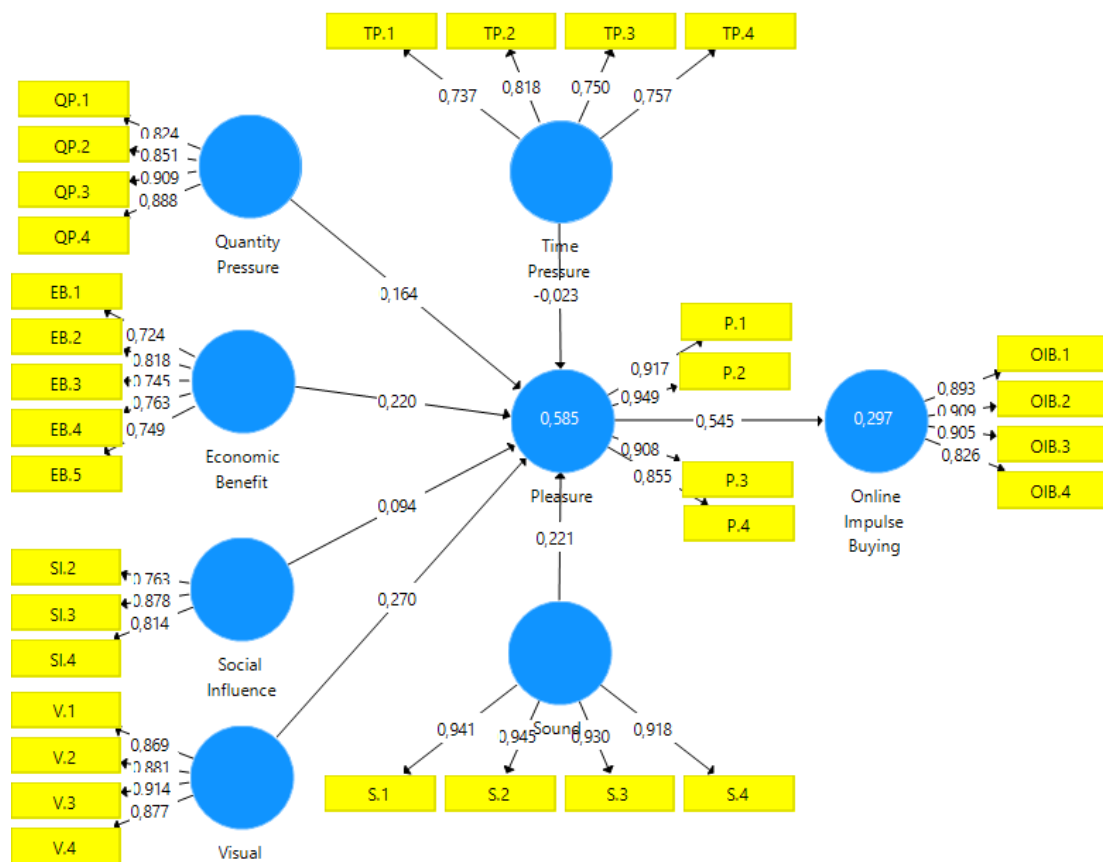 TP.1
TP.2
TP.3
TP.4
0,737
0,818
0,750
0,757
QP.1
QP.2
QP.3
QP.4
0.824
0.851
0.909
0,888
Quantity
Pressure
Time
Pressure
0,164
-0,023
EB.1
EB.2
EB.3
EB.4
EB.5
0,724
0.818
0.745
0,763
0,749
Economic
Benefit
0,220
P.1
P.2
0,917
0,949
0,585
Pleasure
0,545
0,908
0,855
P.3
P.4
0,297
Online
Impulse
Buying
0,893
0,909
0,905
0,826
OIB.1
OIB.2
OIB.3
OIB.4
SI.2
SI.3
SI.4
0.763
0.878
0,814
Social
Influence
0,094
0,270
0,221
V.1
V.2
V.3
V.4
0,869
0.881
0.914
0,877
Visual
Sound
0,941
0,945
0,930
0,918
S.1
S.2
S.3
S.4